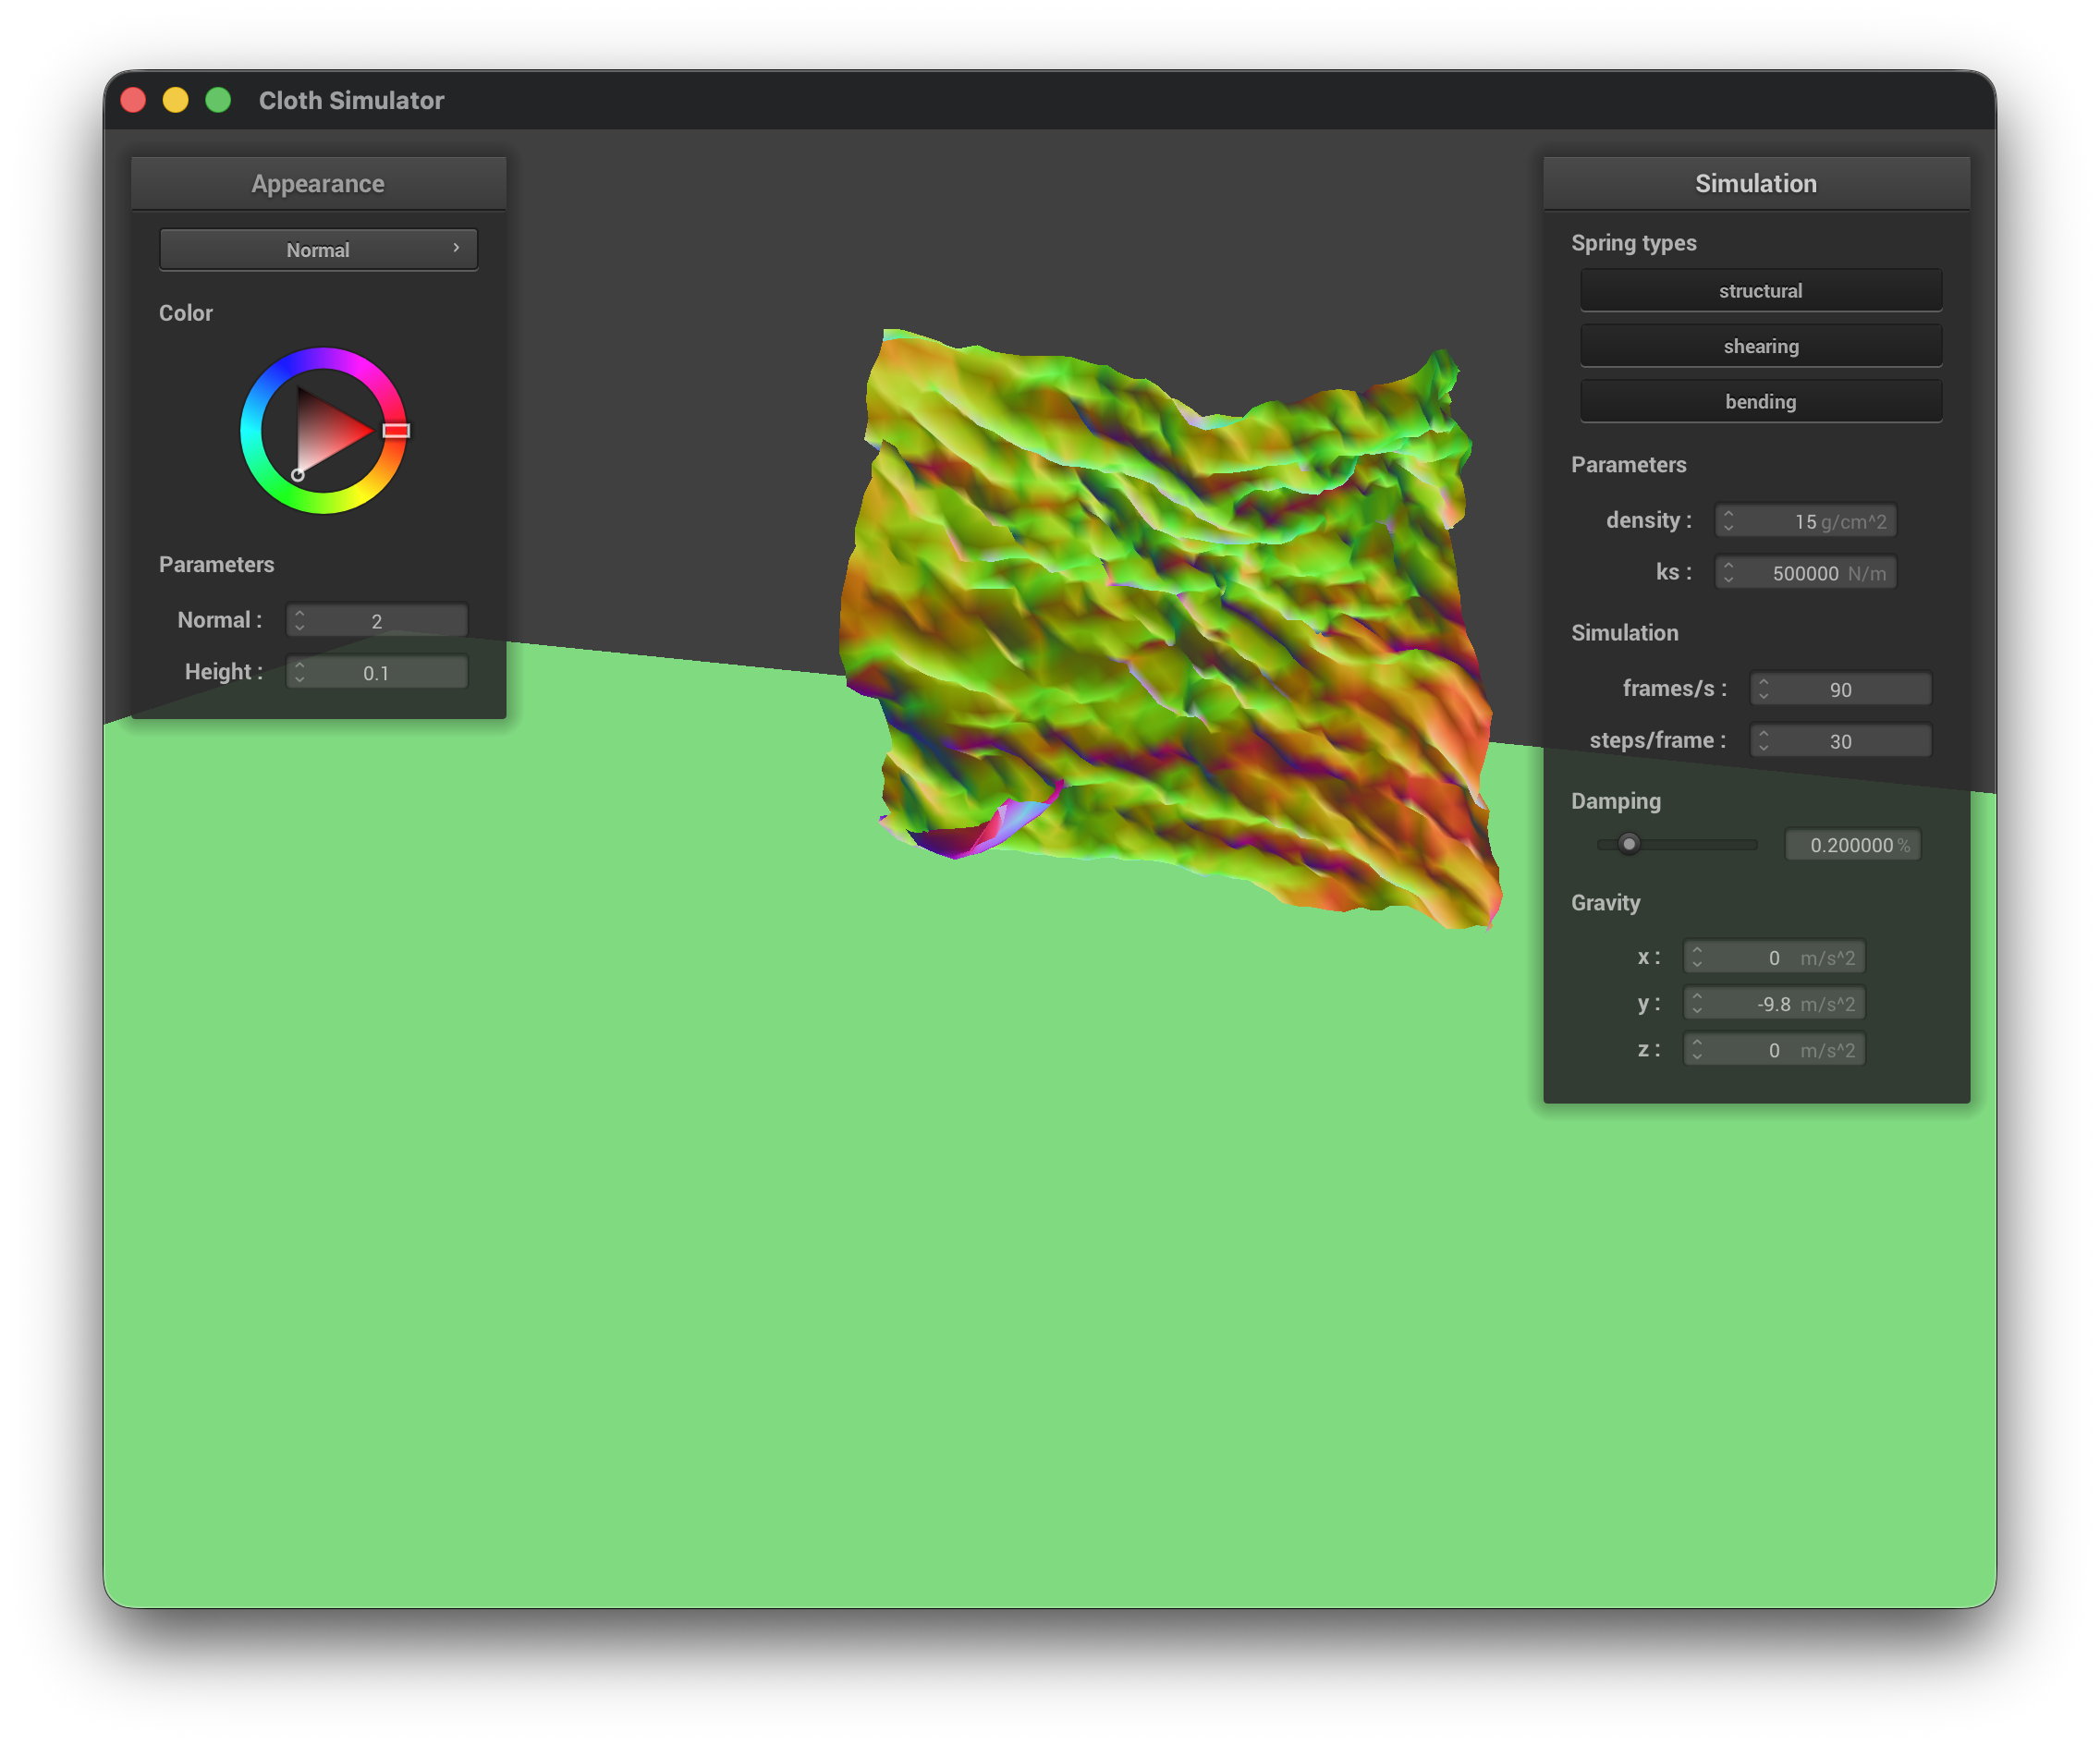 Cloth Simulator
Appearance
Normal
Color
Parameters
Normal : 2
Height : 0.1
Simulation
Spring types
structural
shearing
bending
Parameters
density : 15 g/cm^2
ks : 500000 N/m
Simulation
frames/s : 90
steps/frame : 30
Damping
0.200000 %
Gravity
x : 0 m/s^2
y : -9.8 m/s^2
z : 0 m/s^2